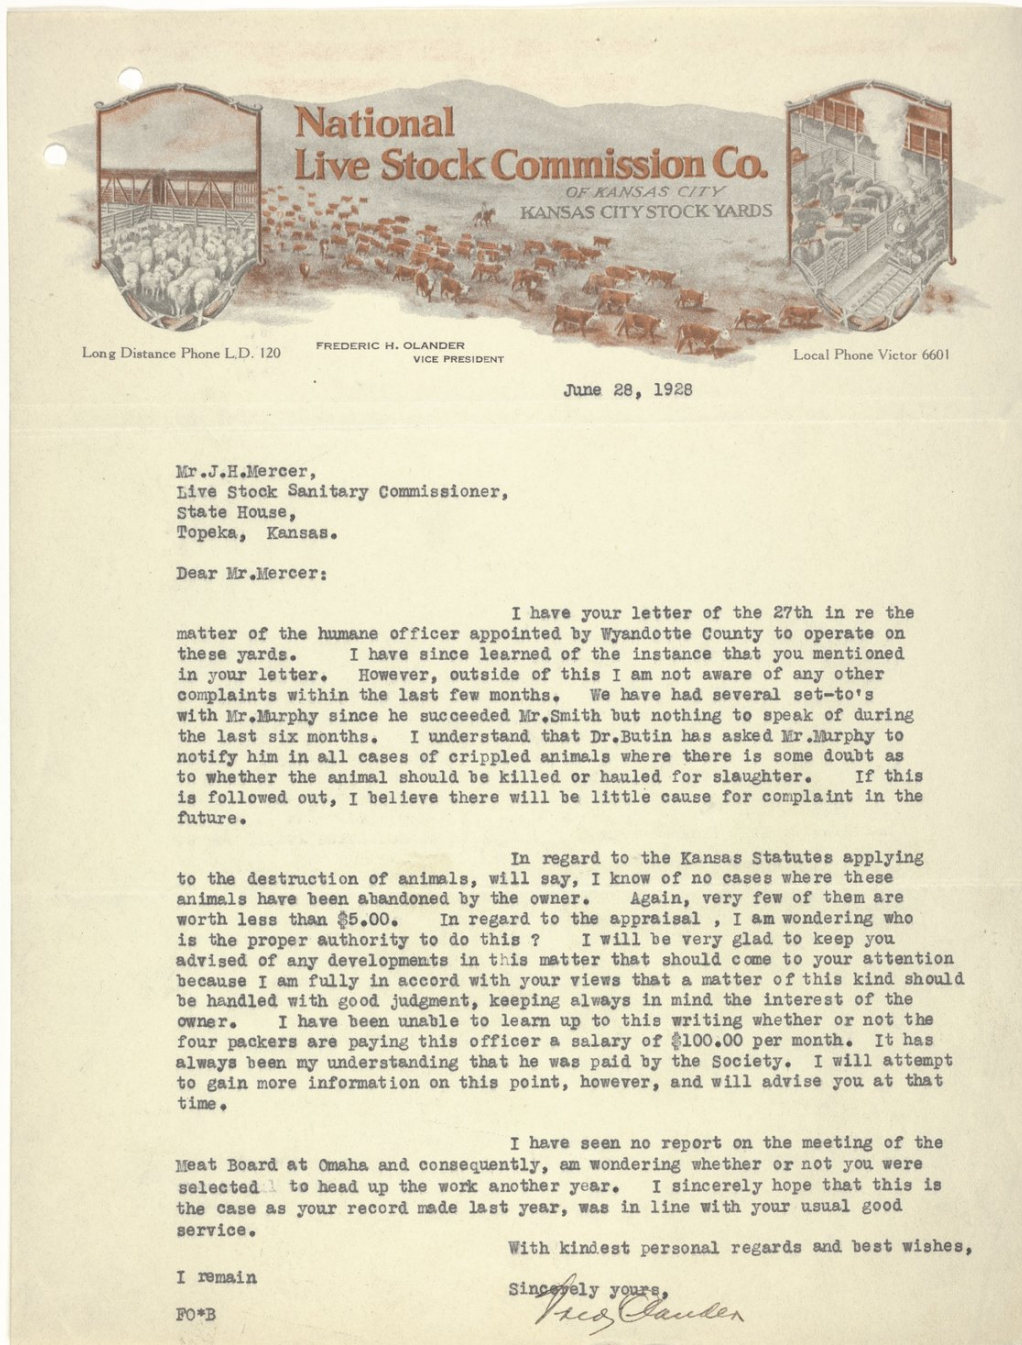 National
Live Stock Commission Co.
OF KANSAS CITY
KANSAS CITY STOCK YARDS
Long Distance Phone L.D. 120
FREDERIC H. OLANDER
VICE PRESIDENT
Local Phone Victor 6601
June 28, 1928
Mr.J.H.Mercer,
Live Stock Sanitary Commissioner,
State House,
Topeka, Kansas.
Dear Mr.Mercer:
I have your letter of the 27th in re the
matter of the humane officer appointed by Wyandotte County to operate on
these yards. I have since learned of the instance that you mentioned
in your letter. However, outside of this I am not aware of any other
complaints within the last few months. We have had several set-to's
with Mr.Murphy since he succeeded Mr.Smith but nothing to speak of during
the last six months. I understand that Dr.Butin has asked Mr.Murphy to
notify him in all cases of crippled animals where there is some doubt as
to whether the animal should be killed or hauled for slaughter. If this
is followed out, I believe there will be little cause for complaint in the
future.
In regard to the Kansas Statutes applying
to the destruction of animals, will say, I know of no cases where these
animals have been abandoned by the owner. Again, very few of them are
worth less than $5.00. In regard to the appraisal , I am wondering who
is the proper authority to do this ? I will be very glad to keep you
advised of any developments in this matter that should come to your attention
because I am fully in accord with your views that a matter of this kind should
be handled with good judgment, keeping always in mind the interest of the
owner. I have been unable to learn up to this writing whether or not the
four packers are paying this officer a salary of $100.00 per month. It has
always been my understanding that he was paid by the Society. I will attempt
to gain more information on this point, however, and will advise you at that
time.
I have seen no report on the meeting of the
Meat Board at Omaha and consequently, am wondering whether or not you were
selected to head up the work another year. I sincerely hope that this is
the case as your record made last year, was in line with your usual good
service.
With kindest personal regards and best wishes,
I remain
Sincerely yours,
Fred Olander
FO*B